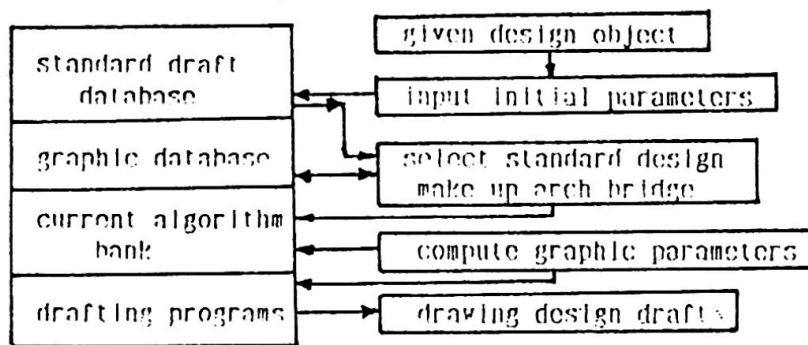 standard draft
database
graphic database
current algorithm
bank
drafting programs
given design object
input initial parameters
select standard design
make up arch bridge
compute graphic parameters
drawing design drafts